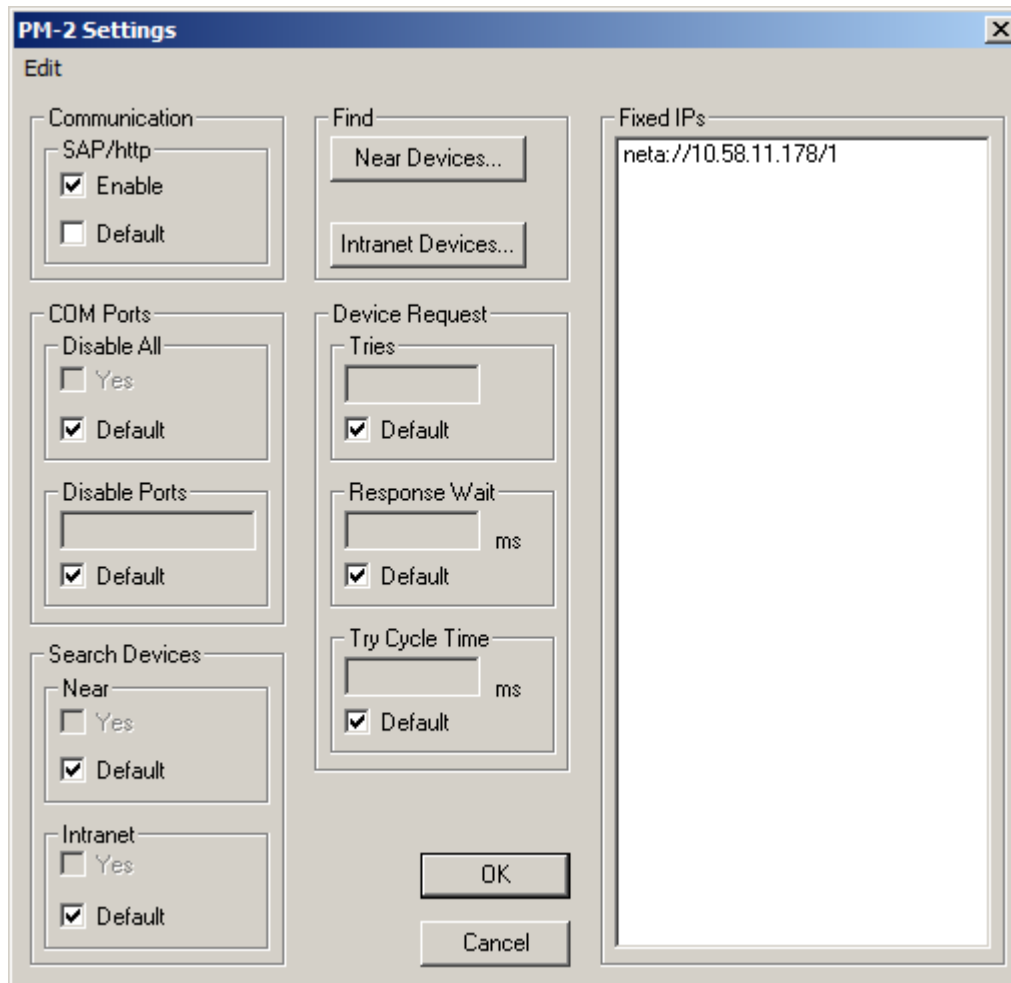 PM-2 Settings
Edit
Communication
SAP/http
Enable
Default
COM Ports
Disable All
Yes
Default
Disable Ports
Default
Search Devices
Near
Yes
Default
Intranet
Yes
Default
Find
Near Devices...
Intranet Devices...
Device Request
Tries
Default
Response Wait
ms
Default
Try Cycle Time
ms
Default
OK
Cancel
Fixed IPs
neta://10.58.11.178/1